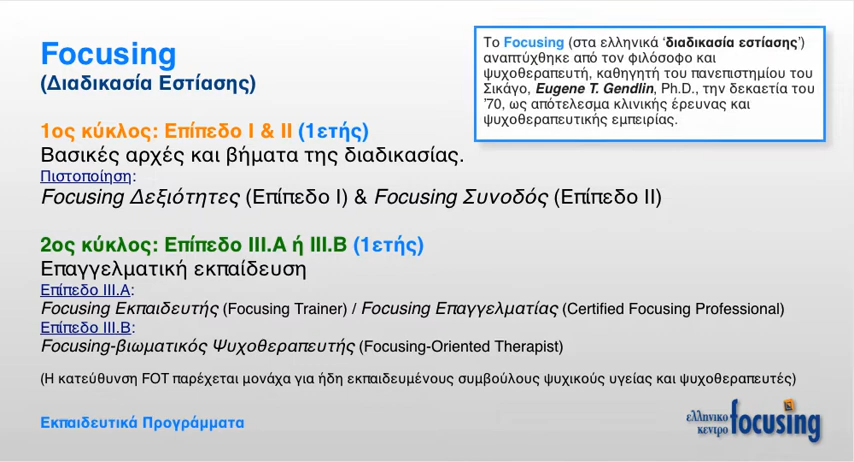 Focusing
(Διαδικασία Εστίασης)
Το Focusing (στα ελληνικά ‘διαδικασία εστίασης’)
αναπτύχθηκε από τον φιλόσοφο και
ψυχοθεραπευτή, καθηγητή του πανεπιστημίου του
Σικάγο, Eugene T. Gendlin, Ph.D., την δεκαετία του
’70, ως απότελεσμα κλινικής έρευνας και
ψυχοθεραπευτικής εμπειρίας.
1ος κύκλος: Επίπεδο I & II (1ετής)
Βασικές αρχές και βήματα της διαδικασίας.
Πιστοποίηση:
Focusing Δεξιότητες (Επίπεδο I) & Focusing Συνοδός (Επίπεδο II)
2ος κύκλος: Επίπεδο III.A ή III.B (1ετής)
Επαγγελματική εκπαίδευση
Επίπεδο III.A:
Focusing Εκπαιδευτής (Focusing Trainer) / Focusing Επαγγελματίας (Certified Focusing Professional)
Επίπεδο III.B:
Focusing-βιωματικός Ψυχοθεραπευτής (Focusing-Oriented Therapist)
(Η κατεύθυνση FOT παρέχεται μονάχα για ήδη εκπαιδευμένους συμβούλους ψυχικούς υγείας και ψυχοθεραπευτές)
Εκπαιδευτικά Προγράμματα
ελληνικο
κεντρο focusing